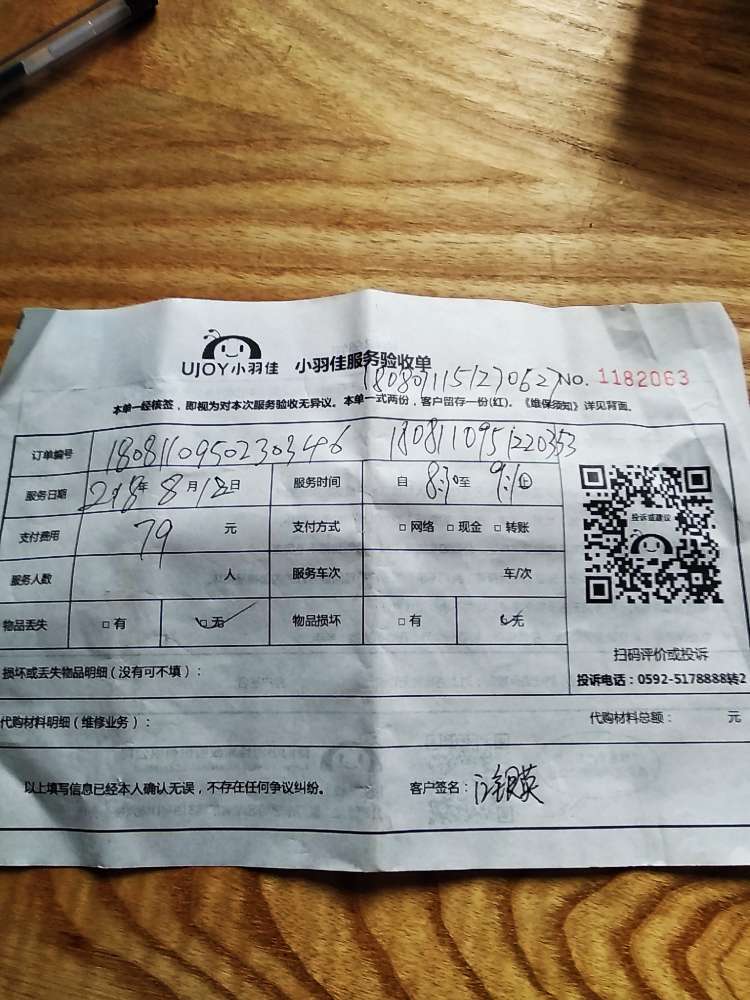 UJOY小羽佳 小羽佳服务验收单
NO. 1182063
本单一经核签，即视为对本次服务验收无异议。本单一式两份，客户留存一份(红)。《维保须知》详见背面。
订单编号 18081109502303446
服务日期 2018年8月18日 服务时间 自 8:30至
支付费用 79 元 支付方式 □ 网络 □ 现金 □ 转账
投诉或建议
服务人数 人 服务车次 车/次
物品丢失 □ 有 □ 无 物品损坏 □ 有 □ 无
扫码评价或投诉
投诉电话：0592-5178888转2
损坏或丢失物品明细（没有可不填）：
代购材料明细（维修业务）： 代购材料总额： 元
以上填写信息已经本人确认无误，不存在任何争议纠纷。 客户签名：